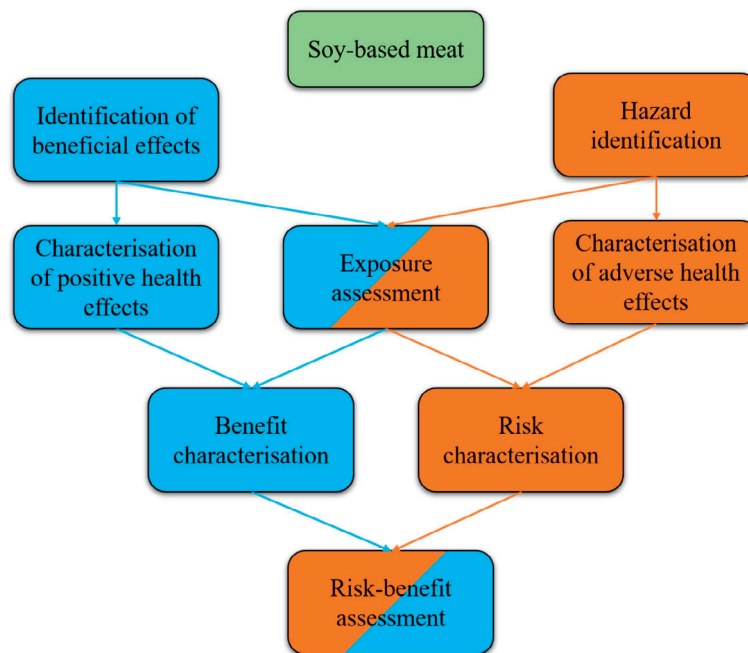 Soy-based meat
Identification of
beneficial effects
Hazard
identification
Characterisation
of positive health
effects
Exposure
assessment
Characterisation
of adverse health
effects
Benefit
characterisation
Risk
characterisation
Risk-benefit
assessment